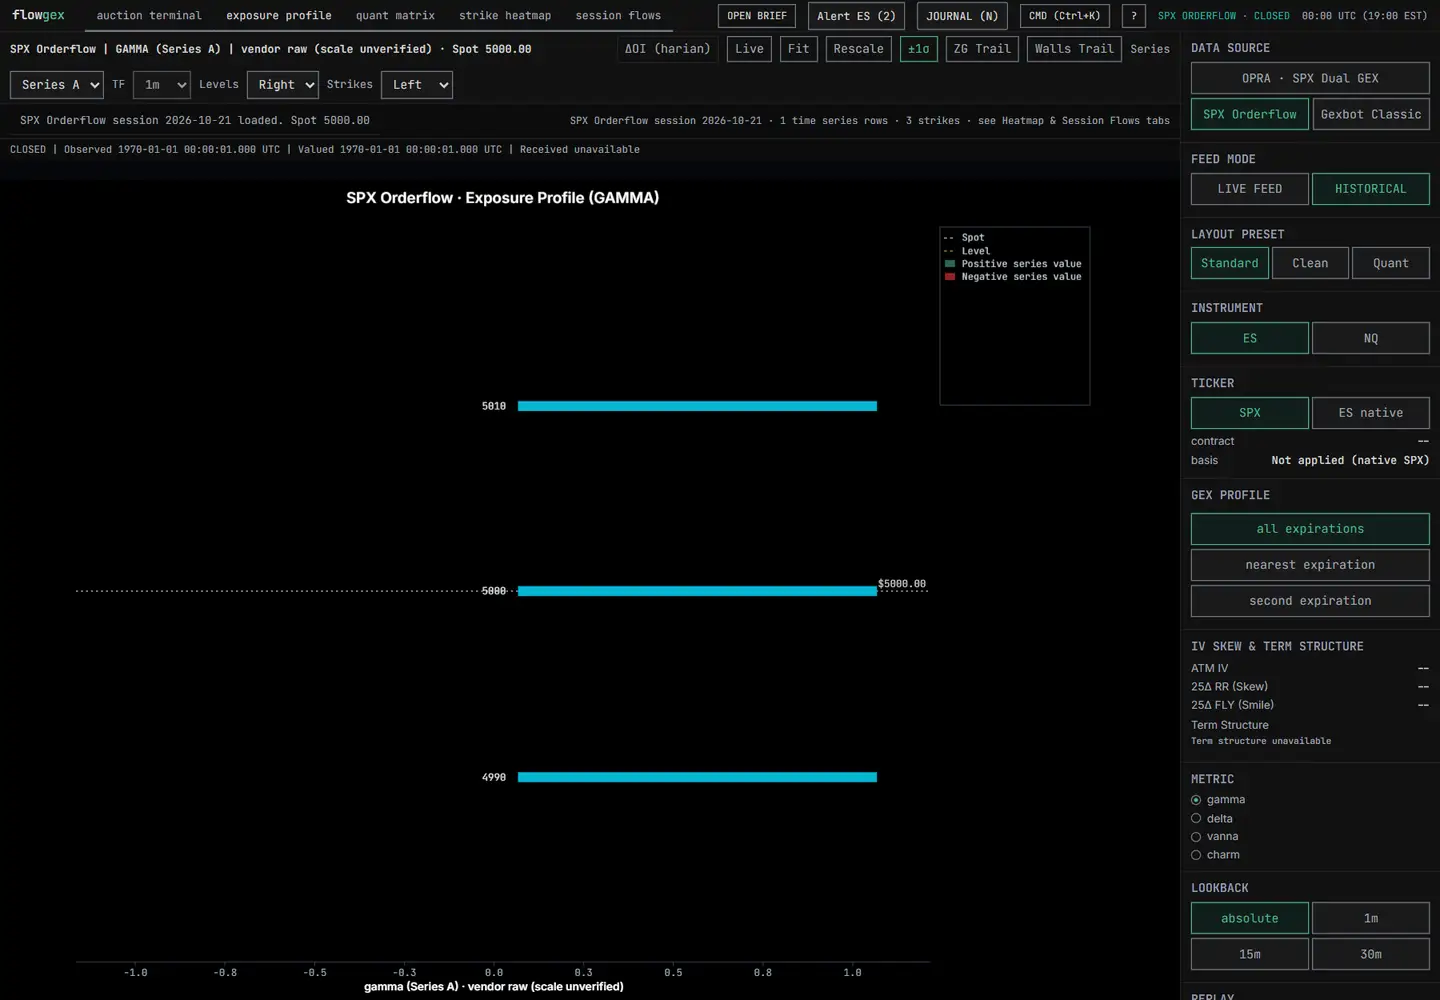 flowgex
auction terminal
exposure profile
quant matrix
strike heatmap
session flows
OPEN BRIEF
Alert ES (2)
JOURNAL (N)
CMD (Ctrl+K)
?
SPX ORDERFLOW · CLOSED
00:00 UTC (19:00 EST)
SPX Orderflow | GAMMA (Series A) | vendor raw (scale unverified) · Spot 5000.00
ΔOI (harian)
Live
Fit
Rescale
±1σ
ZG Trail
Walls Trail
Series
Series A
TF
1m
Levels
Right
Strikes
Left
SPX Orderflow session 2026-10-21 loaded. Spot 5000.00
SPX Orderflow session 2026-10-21 · 1 time series rows · 3 strikes · see Heatmap & Session Flows tabs
CLOSED | Observed 1970-01-01 00:00:01.000 UTC | Valued 1970-01-01 00:00:01.000 UTC | Received unavailable
SPX Orderflow · Exposure Profile (GAMMA)
-- Spot
-- Level
Positive series value
Negative series value
5010
5000
$5000.00
4990
-1.0
-0.8
-0.5
-0.3
0.0
0.3
0.5
0.8
1.0
gamma (Series A) · vendor raw (scale unverified)
DATA SOURCE
OPRA · SPX Dual GEX
SPX Orderflow
Gexbot Classic
FEED MODE
LIVE FEED
HISTORICAL
LAYOUT PRESET
Standard
Clean
Quant
INSTRUMENT
ES
NQ
TICKER
SPX
ES native
contract --
basis Not applied (native SPX)
GEX PROFILE
all expirations
nearest expiration
second expiration
IV SKEW & TERM STRUCTURE
ATM IV --
25Δ RR (Skew) --
25Δ FLY (Smile) --
Term Structure
Term structure unavailable
METRIC
gamma
delta
vanna
charm
LOOKBACK
absolute
1m
15m
30m
REPLAY